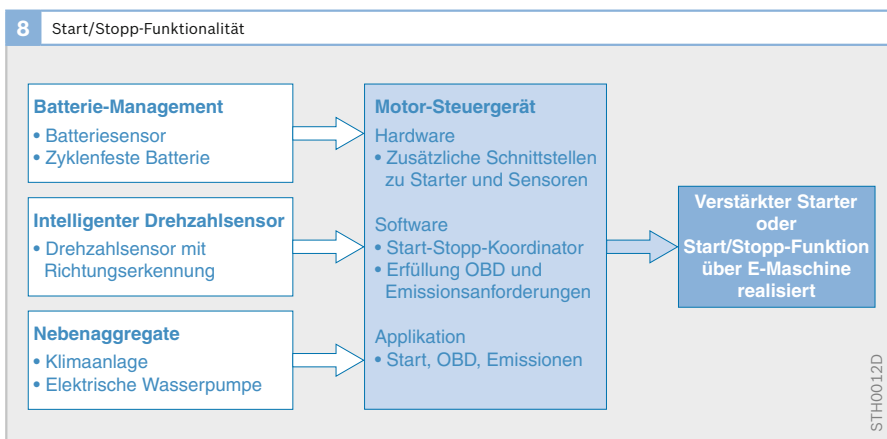 8 Start/Stopp-Funktionalität
Batterie-Management
• Batteriesensor
• Zyklenfeste Batterie
Intelligenter Drehzahlsensor
• Drehzahlsensor mit
Richtungserkennung
Nebenaggregate
• Klimaanlage
• Elektrische Wasserpumpe
Motor-Steuergerät
Hardware
• Zusätzliche Schnittstellen
zu Starter und Sensoren
Software
• Start-Stopp-Koordinator
• Erfüllung OBD und
Emissionsanforderungen
Applikation
• Start, OBD, Emissionen
Verstärkter Starter
oder
Start/Stopp-Funktion
über E-Maschine
realisiert
STH0012D